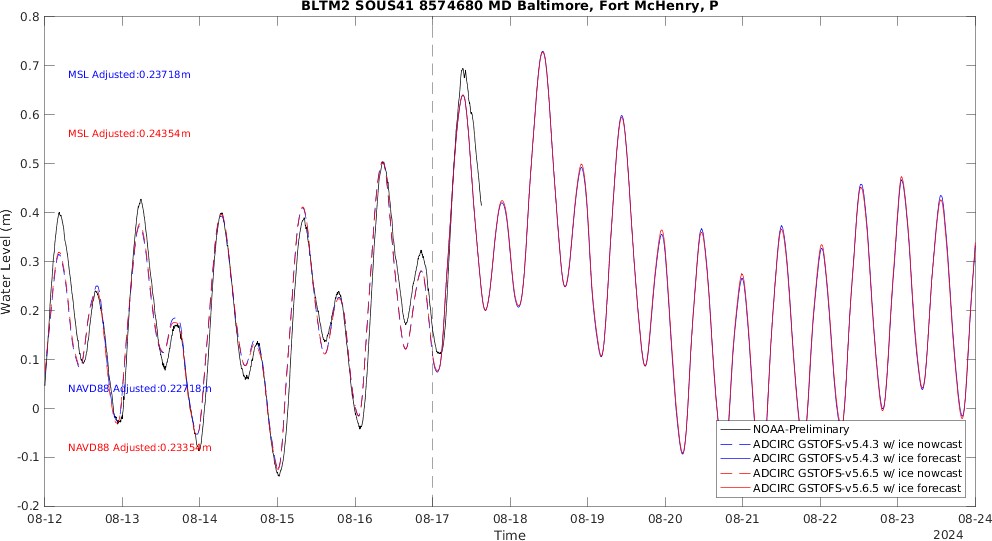 BLTM2 SOUS41 8574680 MD Baltimore, Fort McHenry, P
0.8
0.7
0.6
0.5
0.4
0.3
0.2
0.1
0
-0.1
-0.2
Water Level (m)
MSL Adjusted:0.23718m
MSL Adjusted:0.24354m
NAVD88 Adjusted:0.22718m
NAVD88 Adjusted:0.23354m
NOAA-Preliminary
ADCIRC GSTOFS-v5.4.3 w/ ice nowcast
ADCIRC GSTOFS-v5.4.3 w/ ice forecast
ADCIRC GSTOFS-v5.6.5 w/ ice nowcast
ADCIRC GSTOFS-v5.6.5 w/ ice forecast
08-12 08-13 08-14 08-15 08-16 08-17 08-18 08-19 08-20 08-21 08-22 08-23 08-24
Time
2024